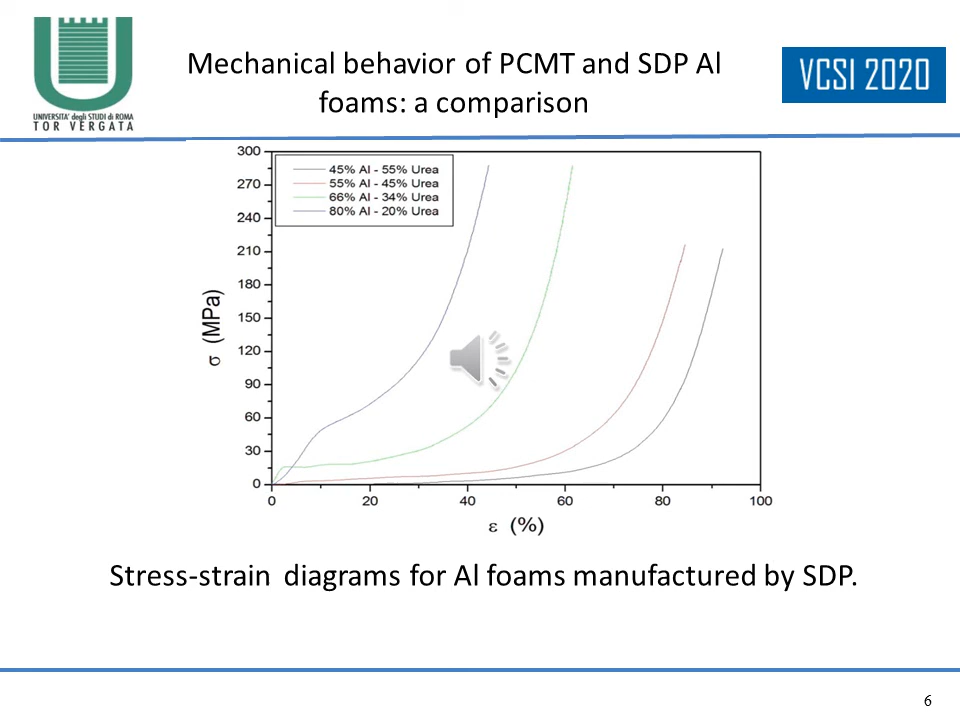 UNIVERSITA' degli STUDI di ROMA
TOR VERGATA
Mechanical behavior of PCMT and SDP Al
foams: a comparison
VCSI 2020
300
270
240
210
180
150
120
90
60
30
0
σ (MPa)
45% Al - 55% Urea
55% Al - 45% Urea
66% Al - 34% Urea
80% Al - 20% Urea
0 20 40 60 80 100
ε (%)
Stress-strain diagrams for Al foams manufactured by SDP.
6